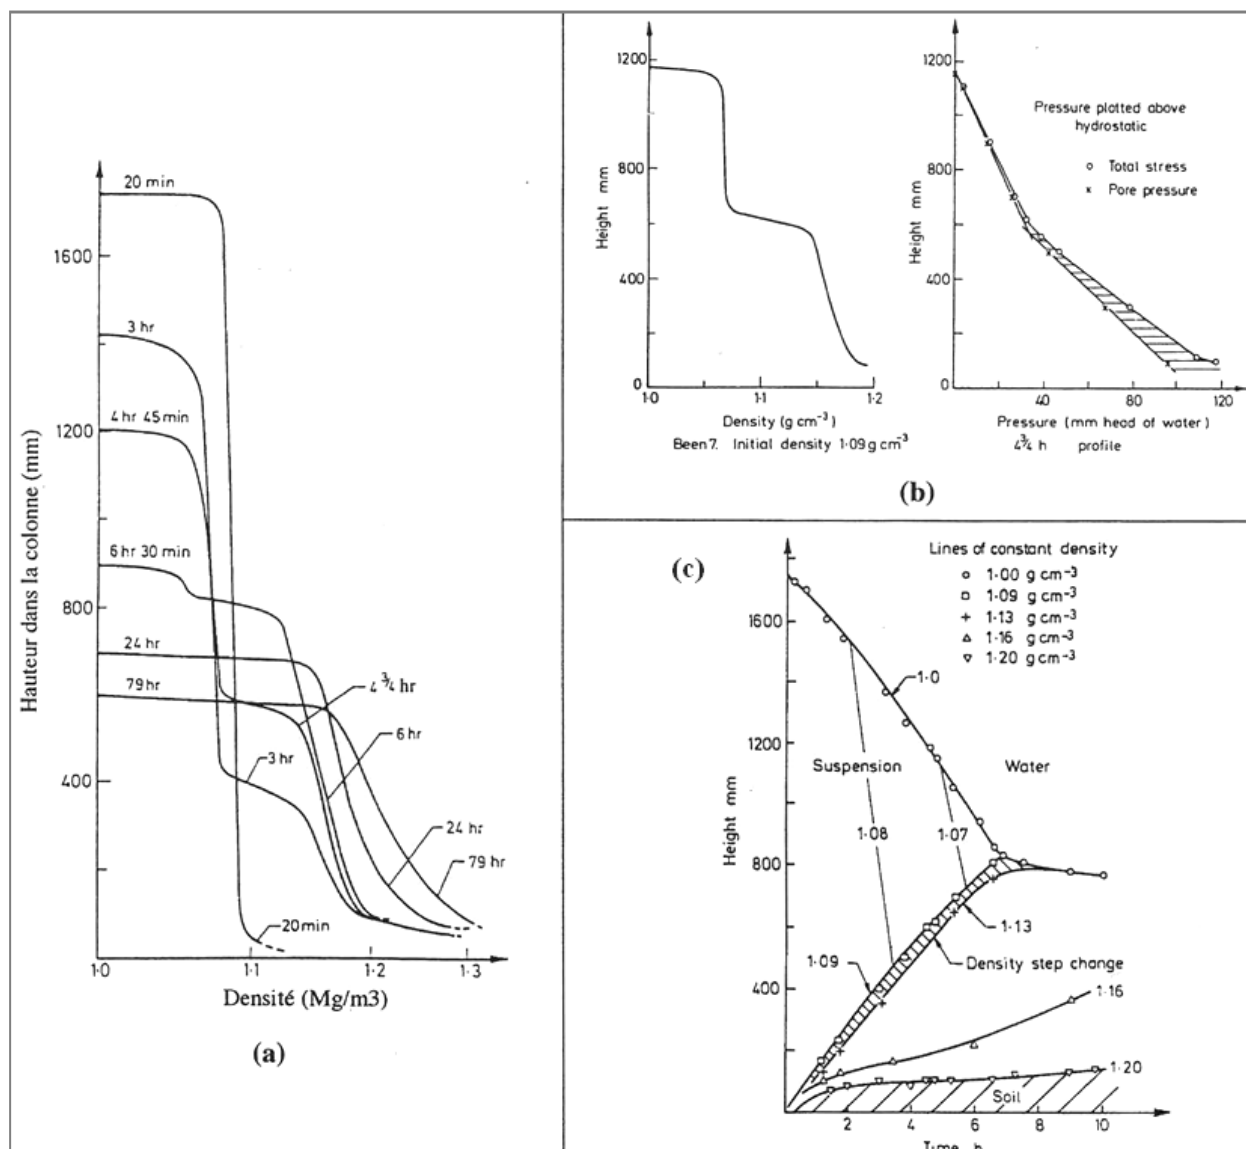 20 min
1600
3 hr
4 hr 45 min
1200
6 hr 30 min
800
24 hr
79 hr
4 3/4 hr
6 hr
3 hr
400
24 hr
79 hr
20 min
1·0
1·1
1·2
1·3
Hauteur dans la colonne (mm)
Densité (Mg/m3)
(a)
1200
800
400
0
Height mm
1·0
1·1
1·2
Density (g cm⁻³)
Been 7. Initial density 1·09 g cm⁻³
1200
800
400
0
Height mm
Pressure plotted above
hydrostatic
o Total stress
x Pore pressure
40
80
120
Pressure (mm head of water)
4¾ h profile
(b)
(c)
Lines of constant density
1·00 g cm⁻³
1·09 g cm⁻³
1·13 g cm⁻³
1·16 g cm⁻³
1·20 g cm⁻³
1600
1200
800
400
Height mm
1·0
Suspension
Water
1·08
1·07
1·13
1·09
Density step change
1·16
1·20
Soil
2
4
6
8
10
Time h